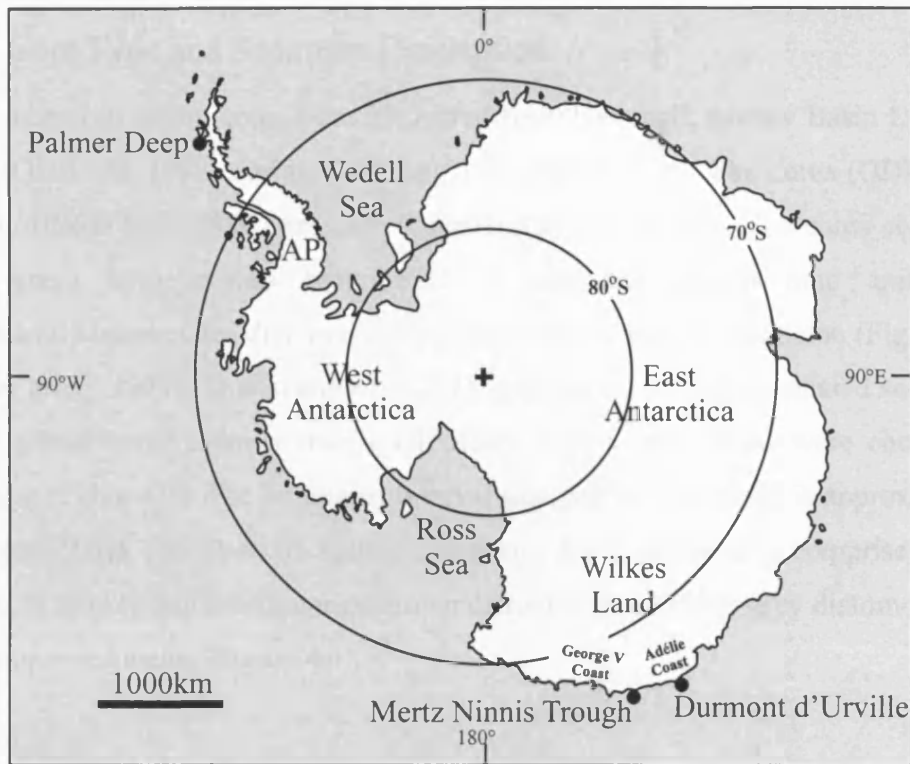 0°
Palmer Deep
Wedell
Sea
AP
70°S
80°S
90°W
West
Antarctica
East
Antarctica
90°E
Ross
Sea
Wilkes
Land
George V
Coast
Adélie
Coast
1000km
Mertz Ninnis Trough
Durmont d'Urville
180°